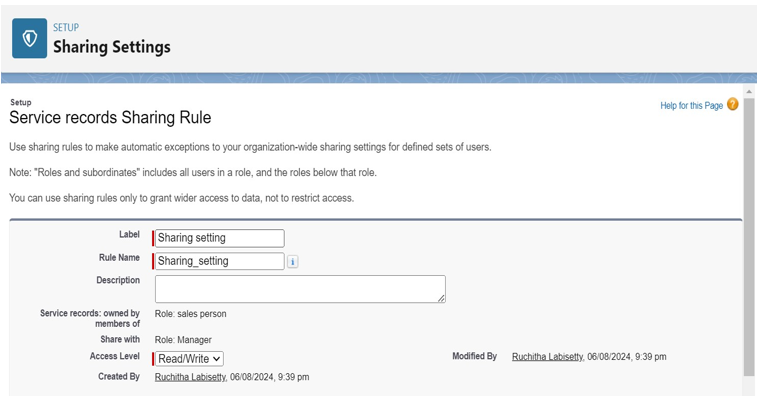 SETUP
Sharing Settings
Setup
Help for this Page ?
Service records Sharing Rule
Use sharing rules to make automatic exceptions to your organization-wide sharing settings for defined sets of users.
Note: "Roles and subordinates" includes all users in a role, and the roles below that role.
You can use sharing rules only to grant wider access to data, not to restrict access.
Label Sharing setting
Rule Name Sharing_setting i
Description
Service records: owned by
members of Role: sales person
Share with Role: Manager
Access Level Read/Write Modified By Ruchitha Labisetty, 06/08/2024, 9:39 pm
Created By Ruchitha Labisetty, 06/08/2024, 9:39 pm